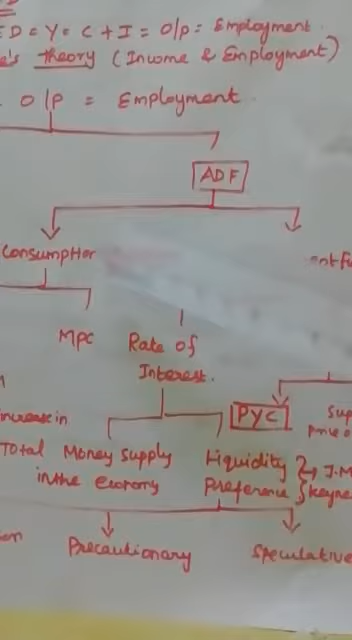 ED = Y = C + I = O/p = Employment
e's theory (Income & Employment)
O/p = Employment
ADF
Consumption
MPC
Rate of
Interest.
PYC
increase in
Total Money Supply
in the economy
Liquidity
Preference
Precautionary
Speculative